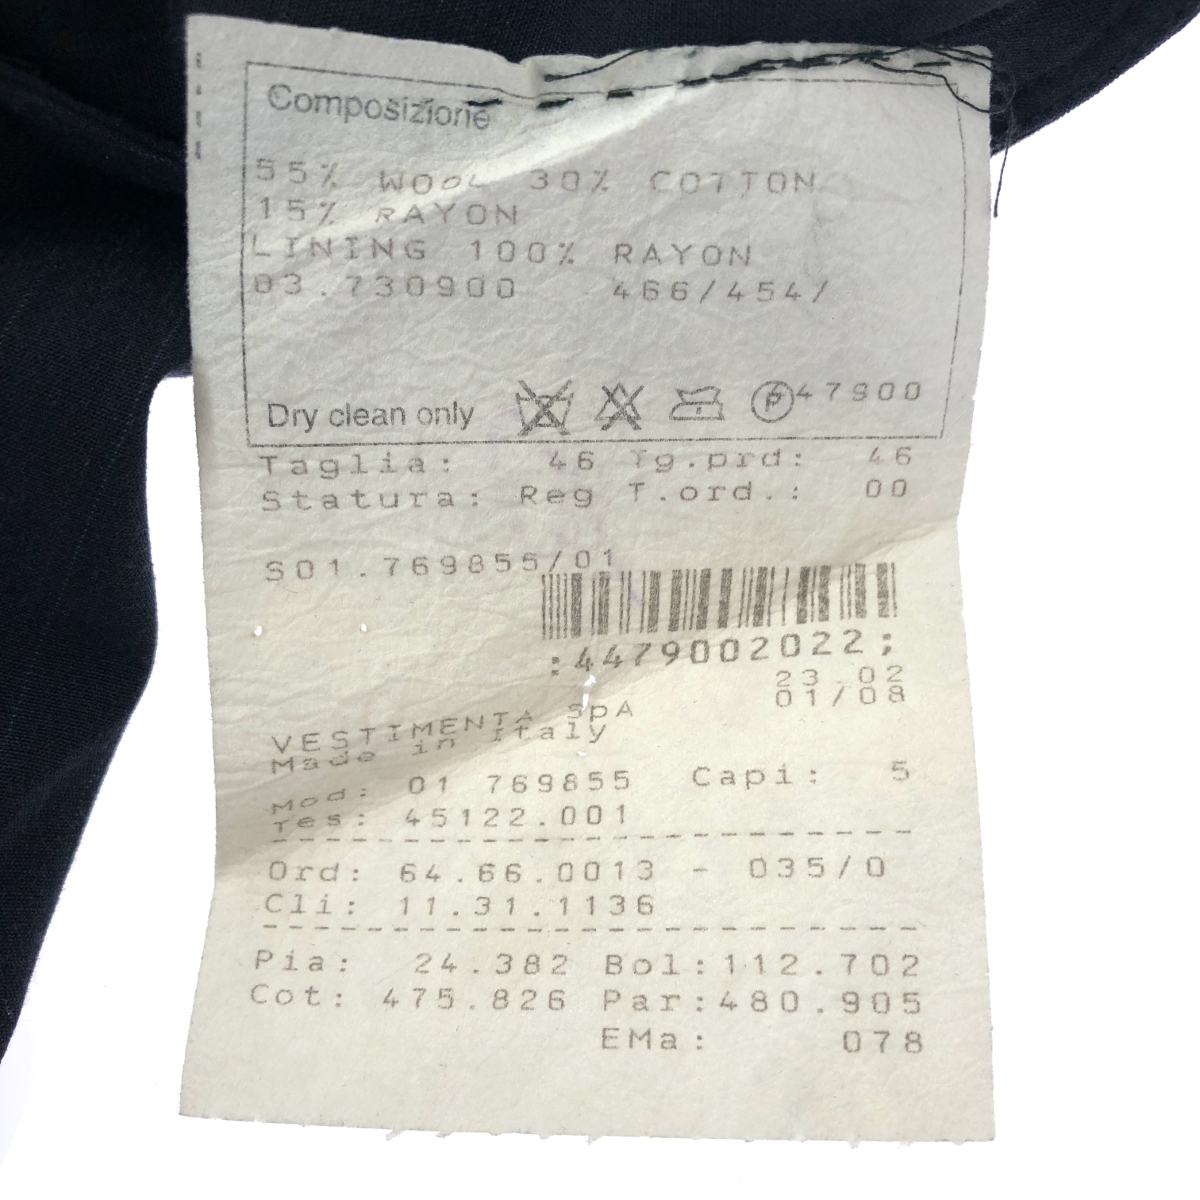 Composizione
55% WOOL 30% COTTON
15% RAYON
LINING 100% RAYON
03.730900 466/454/
Dry clean only P 447900
Taglia: 46 Tg.prd: 46
Statura: Reg T.ord.: 00
S01.769855/01
:4479002022;
23.02
01/08
VESTIMENTA SpA
Made in Italy
Mod: 01 769855 Capi: 5
res: 45122.001
Ord: 64.66.0013 - 035/0
Cli: 11.31.1136
Pia: 24.382 Bol:112.702
Cot: 475.826 Par:480.905
EMa: 078